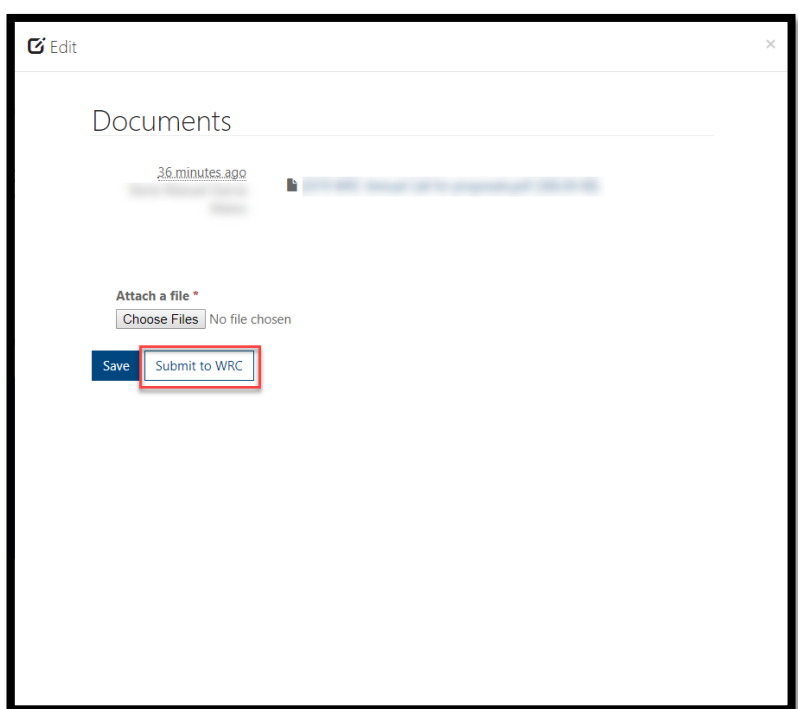 Edit
×
Documents
36 minutes ago
Attach a file *
Choose Files No file chosen
Save Submit to WRC